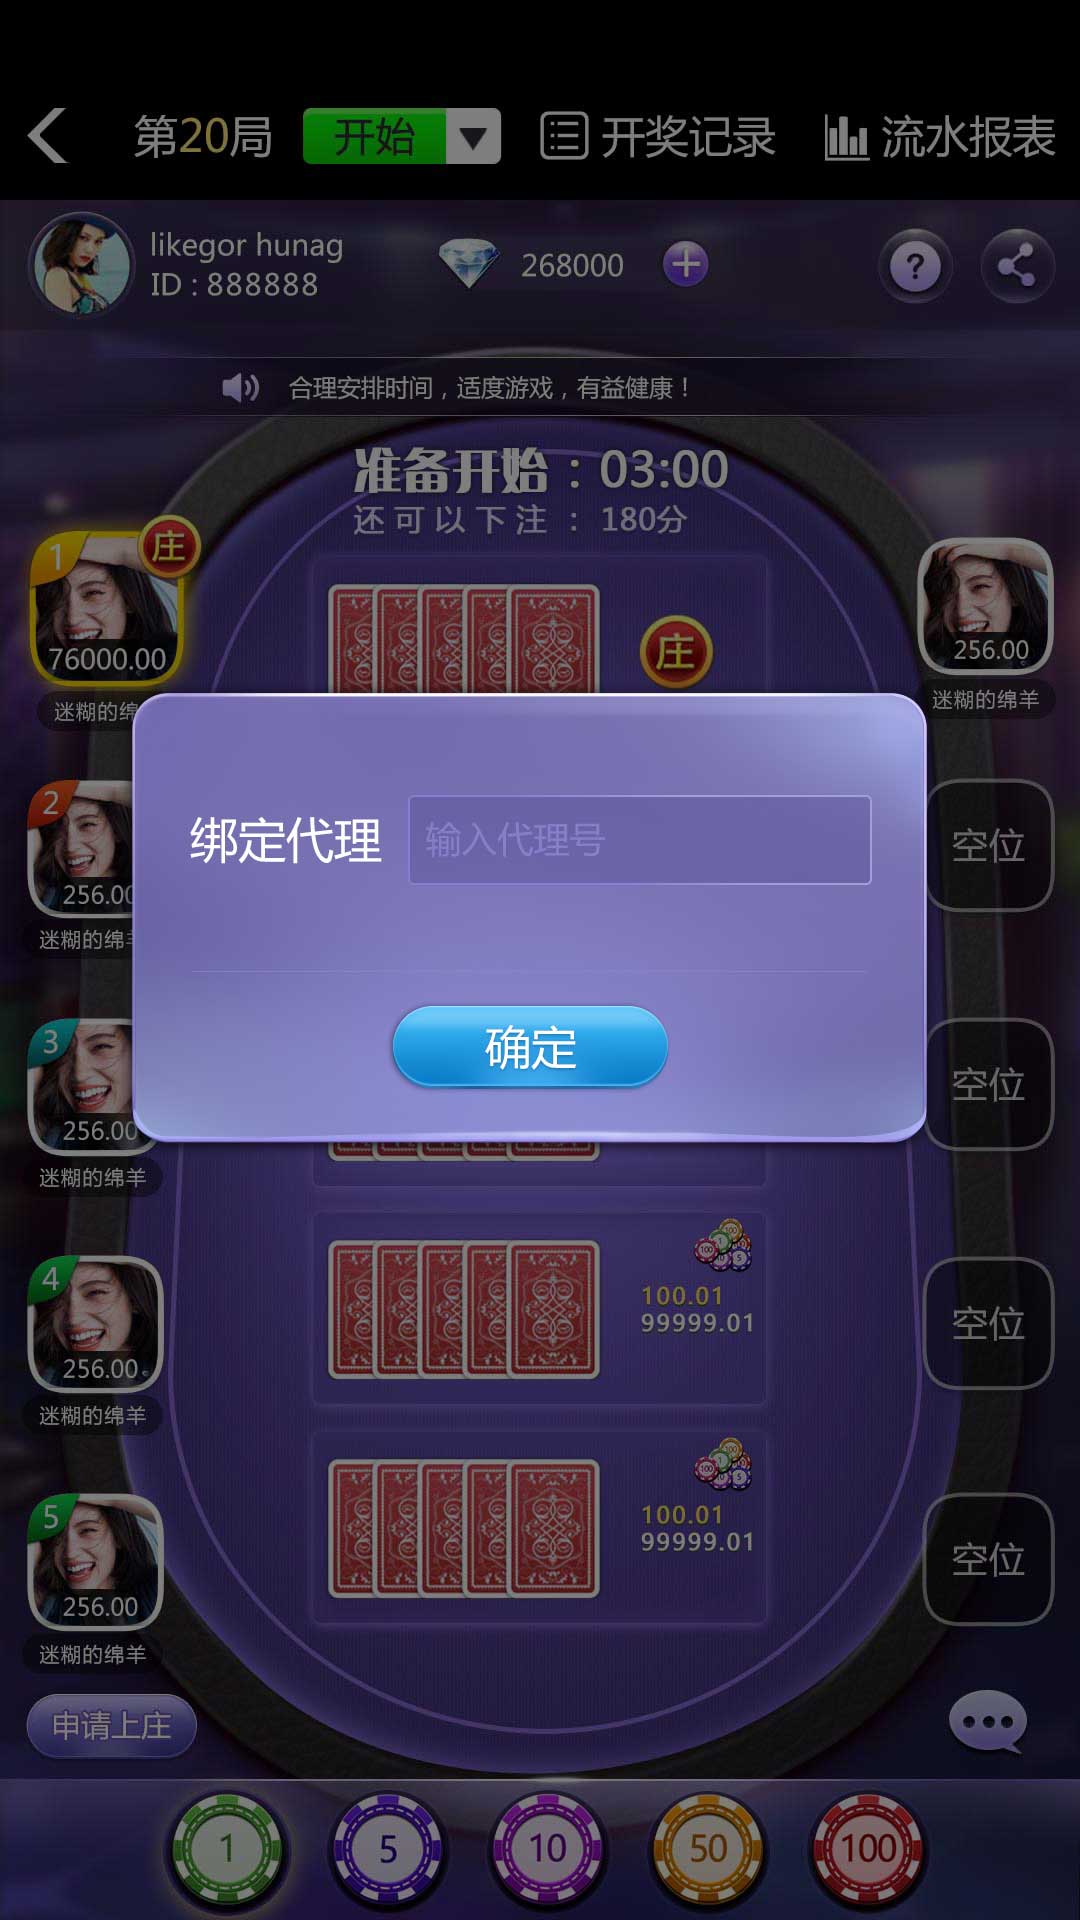 第20局 开始 开奖记录 流水报表
likegor hunag
ID : 888888
268000
?
合理安排时间，适度游戏，有益健康！
准备开始：03:00
还可以下注：180分
1
庄
76000.00
迷糊的绵
庄
256.00
迷糊的绵羊
绑定代理 输入代理号
确定
2
256.00
迷糊的绵羊
空位
3
256.00
迷糊的绵羊
空位
4
256.00
迷糊的绵羊
100.01
99999.01
空位
5
256.00
迷糊的绵羊
100.01
99999.01
空位
申请上庄
1 5 10 50 100